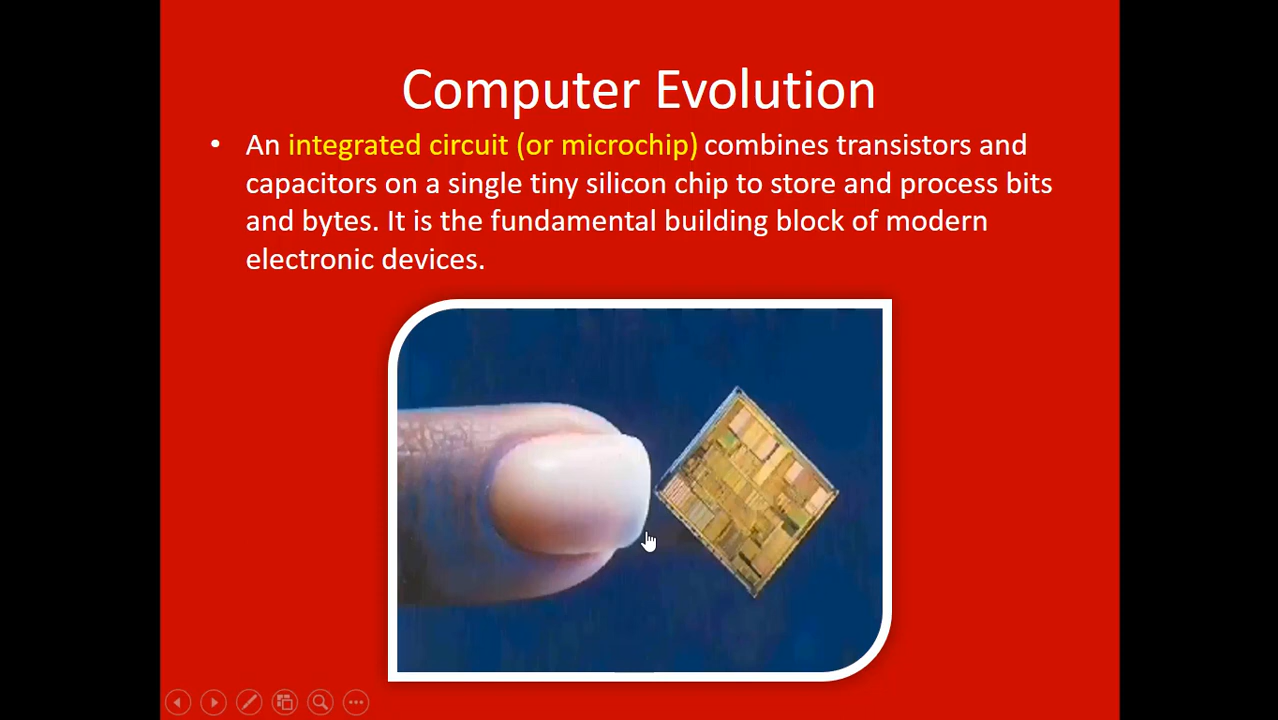 Computer Evolution
• An integrated circuit (or microchip) combines transistors and
capacitors on a single tiny silicon chip to store and process bits
and bytes. It is the fundamental building block of modern
electronic devices.